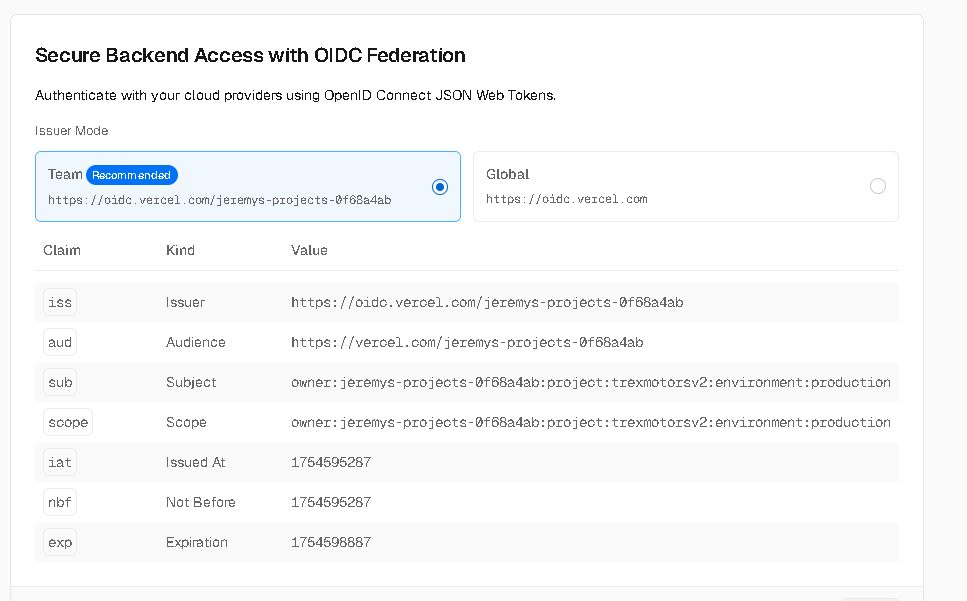 Secure Backend Access with OIDC Federation
Authenticate with your cloud providers using OpenID Connect JSON Web Tokens.
Issuer Mode
Team Recommended
https://oidc.vercel.com/jeremys-projects-0f68a4ab
Global
https://oidc.vercel.com
Claim Kind Value
iss Issuer https://oidc.vercel.com/jeremys-projects-0f68a4ab
aud Audience https://vercel.com/jeremys-projects-0f68a4ab
sub Subject owner:jeremys-projects-0f68a4ab:project:trexmotorsv2:environment:production
scope Scope owner:jeremys-projects-0f68a4ab:project:trexmotorsv2:environment:production
iat Issued At 1754595287
nbf Not Before 1754595287
exp Expiration 1754598887